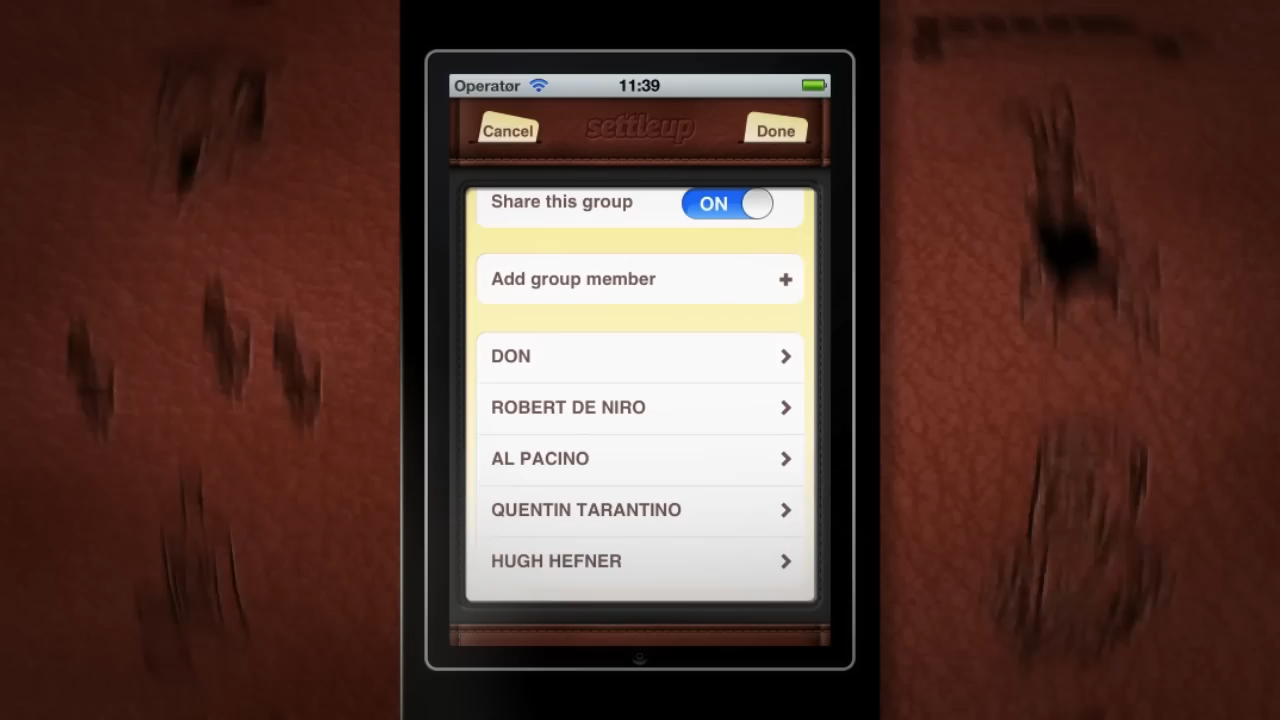 Operatør 11:39
Cancel settleup Done
Share this group ON
Add group member +
DON
ROBERT DE NIRO
AL PACINO
QUENTIN TARANTINO
HUGH HEFNER